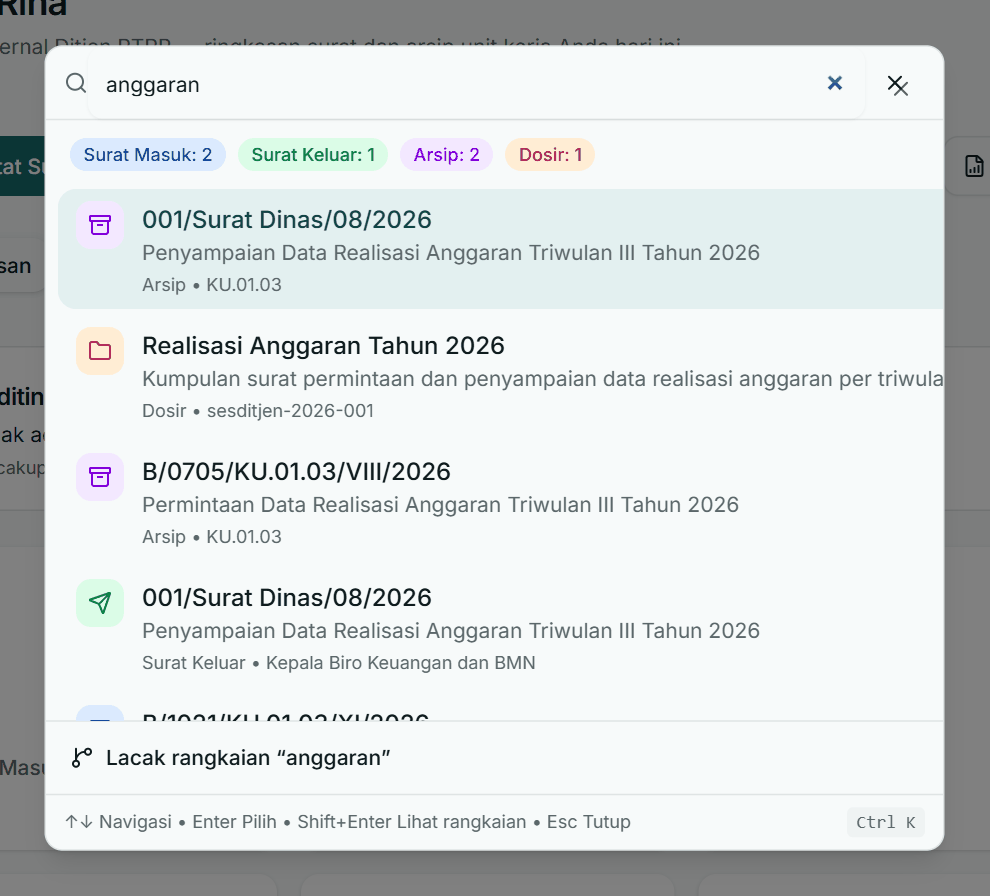 Rina
anggaran
Surat Masuk: 2
Surat Keluar: 1
Arsip: 2
Dosir: 1
001/Surat Dinas/08/2026
Penyampaian Data Realisasi Anggaran Triwulan III Tahun 2026
Arsip • KU.01.03
Realisasi Anggaran Tahun 2026
Kumpulan surat permintaan dan penyampaian data realisasi anggaran per triwula
Dosir • sesditjen-2026-001
B/0705/KU.01.03/VIII/2026
Permintaan Data Realisasi Anggaran Triwulan III Tahun 2026
Arsip • KU.01.03
001/Surat Dinas/08/2026
Penyampaian Data Realisasi Anggaran Triwulan III Tahun 2026
Surat Keluar • Kepala Biro Keuangan dan BMN
Lacak rangkaian “anggaran”
↑↓ Navigasi • Enter Pilih • Shift+Enter Lihat rangkaian • Esc Tutup
Ctrl K